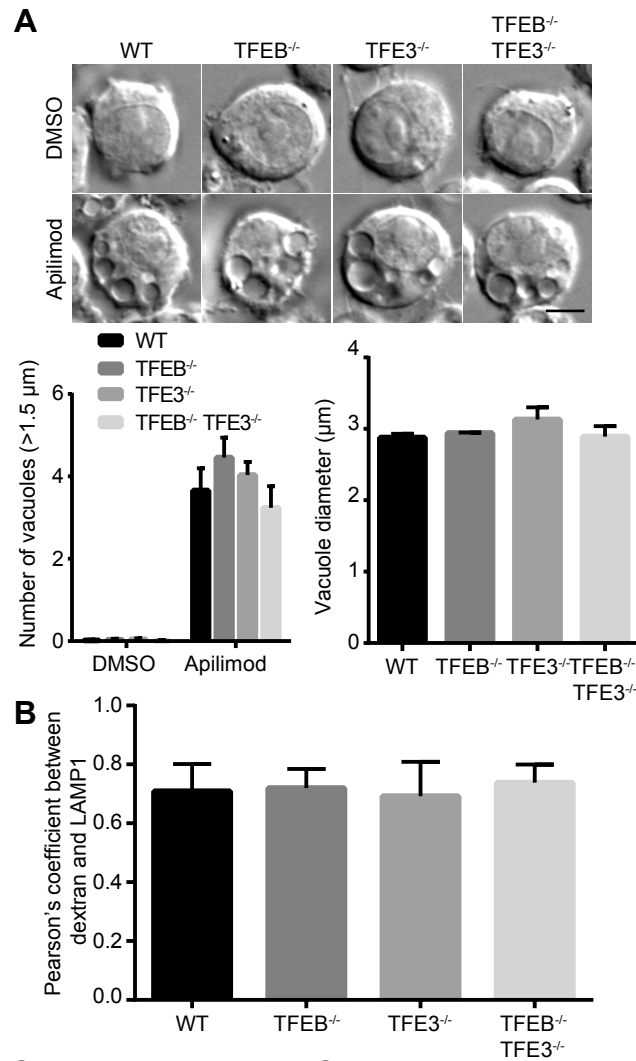 A
WT
TFEB-/-
TFE3-/-
TFEB-/-
TFE3-/-
DMSO
Apilimod
WT
TFEB-/-
TFE3-/-
TFEB-/- TFE3-/-
Number of vacuoles (>1.5 µm)
6
4
2
0
DMSO
Apilimod
Vacuole diameter (µm)
4
3
2
1
0
WT
TFEB-/-
TFE3-/-
TFEB-/-
TFE3-/-
B
Pearson's coefficient between
dextran and LAMP1
1.0
0.8
0.6
0.4
0.2
0.0
WT
TFEB-/-
TFE3-/-
TFEB-/-
TFE3-/-